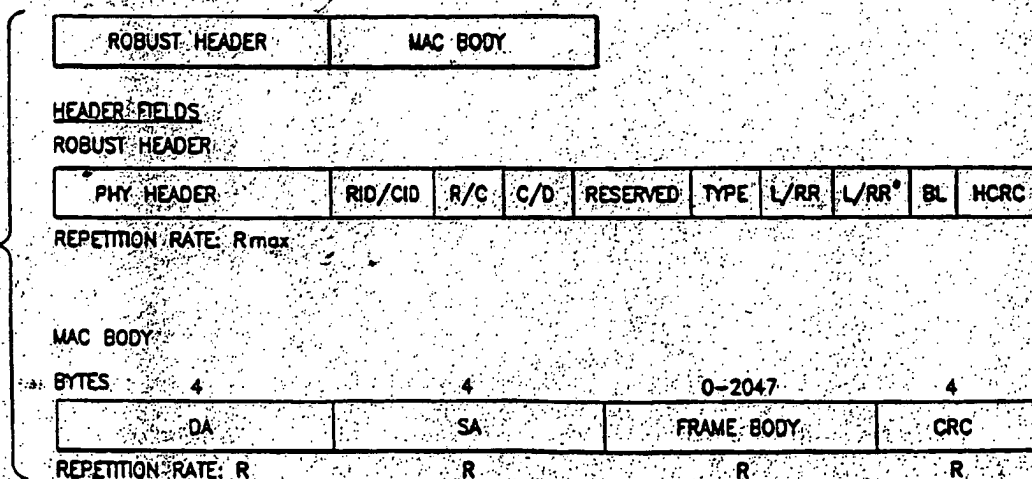 ROBUST HEADER MAC BODY
HEADER FIELDS
ROBUST HEADER
PHY HEADER RID/CID R/C C/D RESERVED TYPE L/RR L/RR* BL HCRC
REPETITION RATE: Rmax
MAC BODY
BYTES 4 4 0-2047 4
DA SA FRAME BODY CRC
REPETITION RATE: R R R R